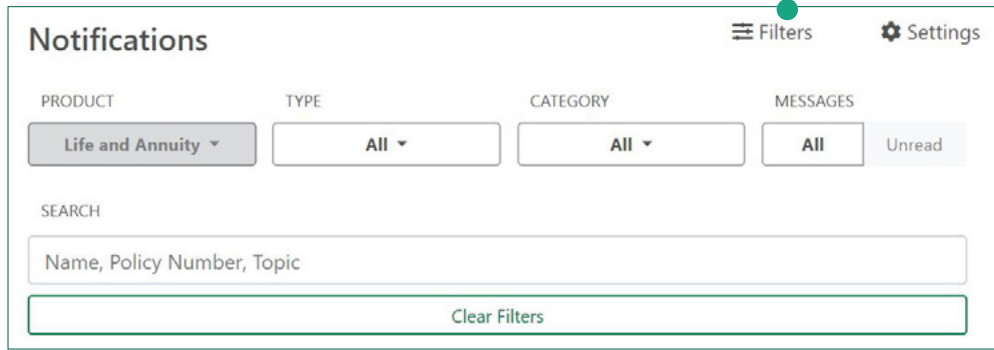 Notifications
Filters
Settings
PRODUCT
TYPE
CATEGORY
MESSAGES
Life and Annuity
All
All
All
Unread
SEARCH
Name, Policy Number, Topic
Clear Filters